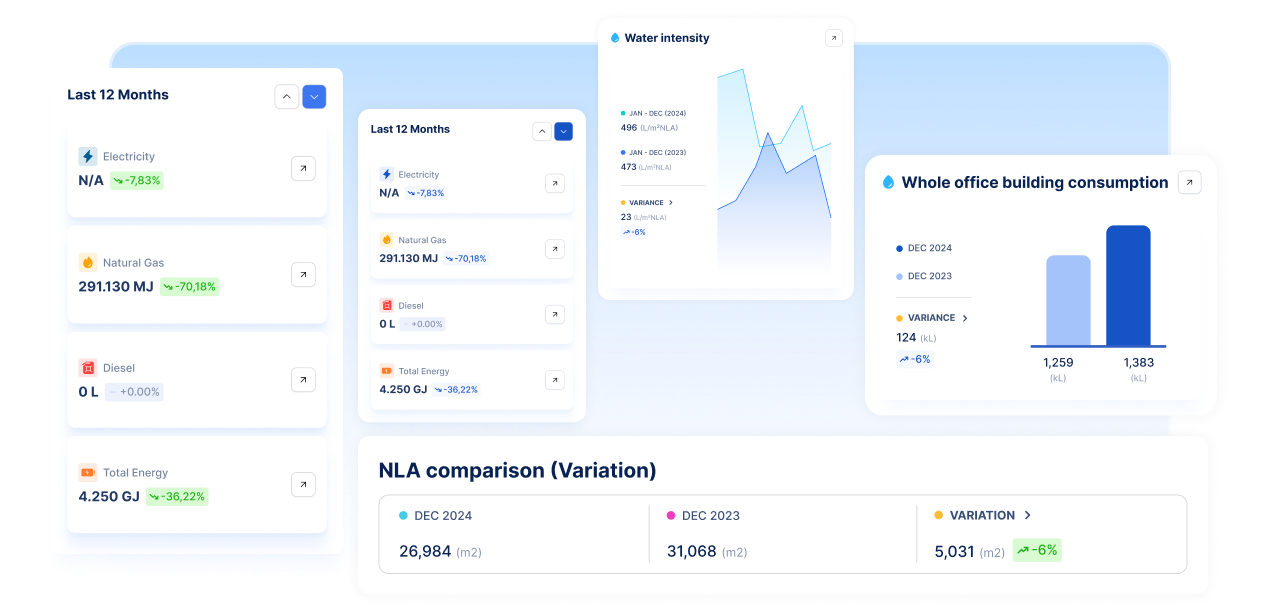 Last 12 Months
Electricity
N/A -7,83%
Natural Gas
291.130 MJ -70,18%
Diesel
0 L – +0.00%
Total Energy
4.250 GJ -36,22%
Last 12 Months
Electricity
N/A -7,83%
Natural Gas
291.130 MJ -70,18%
Diesel
0 L – +0.00%
Total Energy
4.250 GJ -36,22%
Water intensity
JAN - DEC (2024)
496 (L/m²NLA)
JAN - DEC (2023)
473 (L/m²NLA)
VARIANCE >
23 (L/m²NLA)
-6%
Whole office building consumption
DEC 2024
DEC 2023
VARIANCE >
124 (kL)
-6%
1,259 1,383
(kL) (kL)
NLA comparison (Variation)
DEC 2024 DEC 2023 VARIATION >
26,984 (m2) 31,068 (m2) 5,031 (m2) -6%